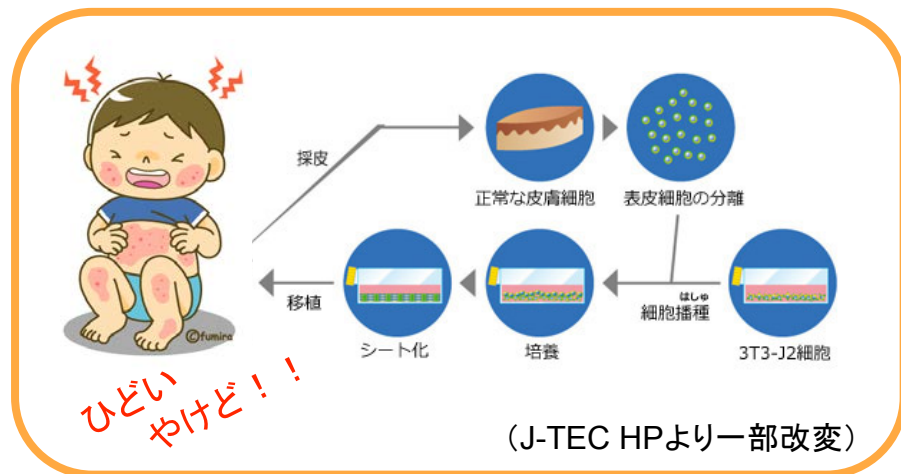 採皮
正常な皮膚細胞
表皮細胞の分離
移植
はしゅ
細胞播種
シート化
培養
3T3-J2細胞
©fumira
ひどい
やけど！！
（J-TEC HPより一部改変）